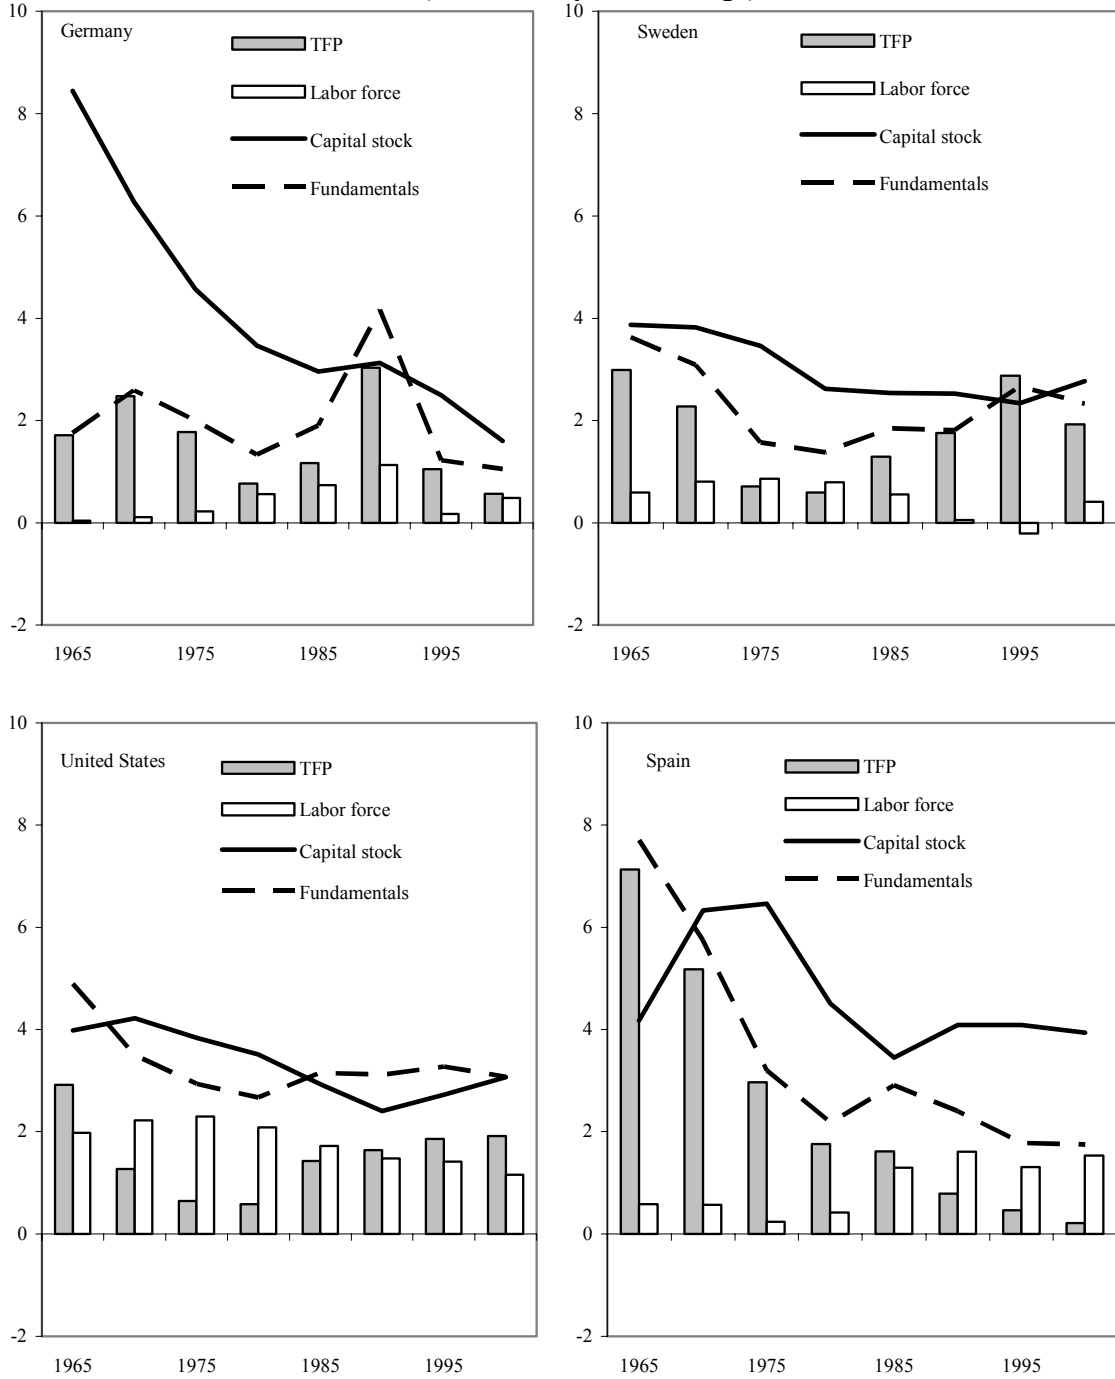 10
8
6
4
2
0
-2
Germany
TFP
Labor force
Capital stock
Fundamentals
1965 1975 1985 1995
10
8
6
4
2
0
-2
Sweden
TFP
Labor force
Capital stock
Fundamentals
1965 1975 1985 1995
10
8
6
4
2
0
-2
United States
TFP
Labor force
Capital stock
Fundamentals
1965 1975 1985 1995
10
8
6
4
2
0
-2
Spain
TFP
Labor force
Capital stock
Fundamentals
1965 1975 1985 1995